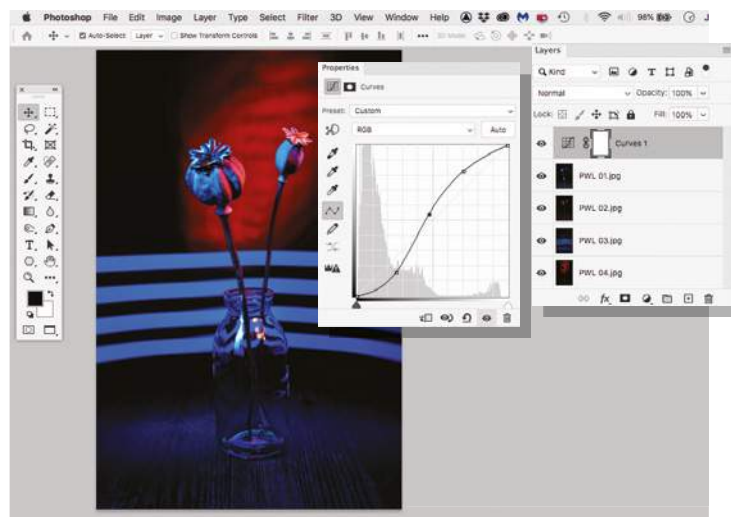 Photoshop File Edit Image Layer Type Select Filter 3D View Window Help 98%
Auto-Select Layer Show Transform Controls
Properties
Curves
Preset: Custom
RGB Auto
Layers
Kind
Normal Opacity: 100%
Lock: Fill: 100%
Curves 1
PWL 01.jpg
PWL 02.jpg
PWL 03.jpg
PWL 04.jpg